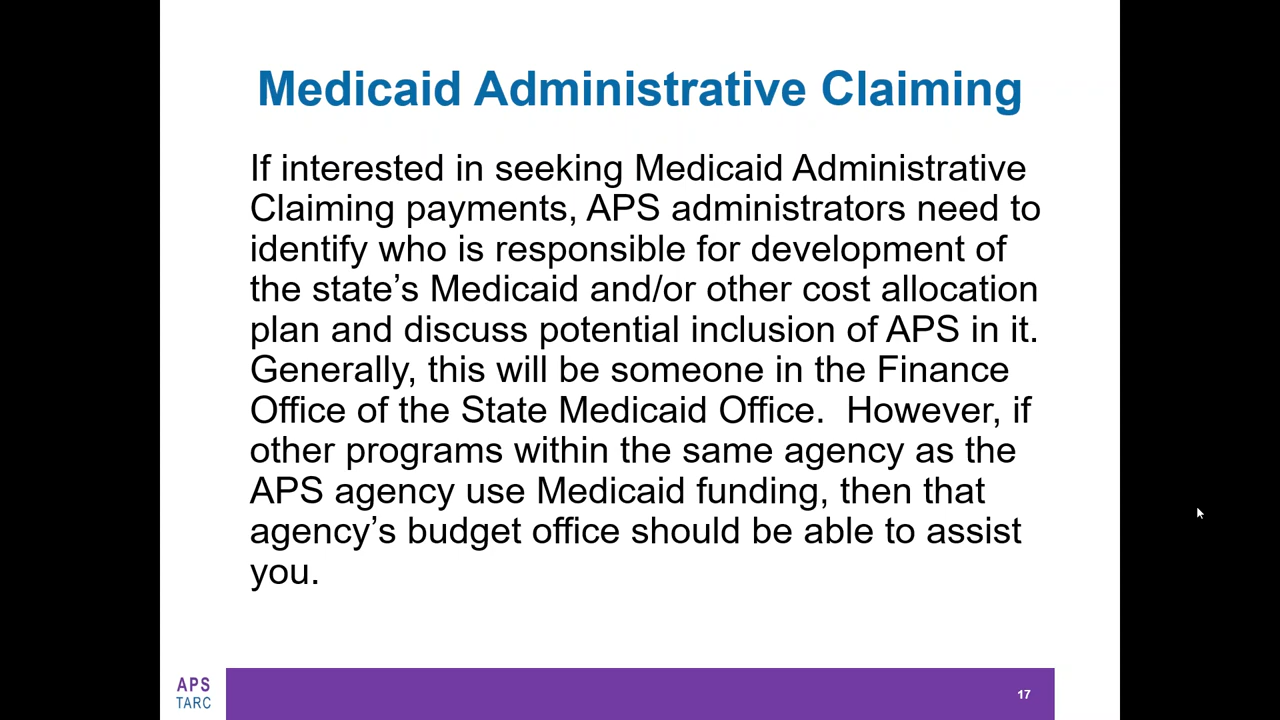 Medicaid Administrative Claiming
If interested in seeking Medicaid Administrative
Claiming payments, APS administrators need to
identify who is responsible for development of
the state’s Medicaid and/or other cost allocation
plan and discuss potential inclusion of APS in it.
Generally, this will be someone in the Finance
Office of the State Medicaid Office.  However, if
other programs within the same agency as the
APS agency use Medicaid funding, then that
agency’s budget office should be able to assist
you.
APS
TARC
17